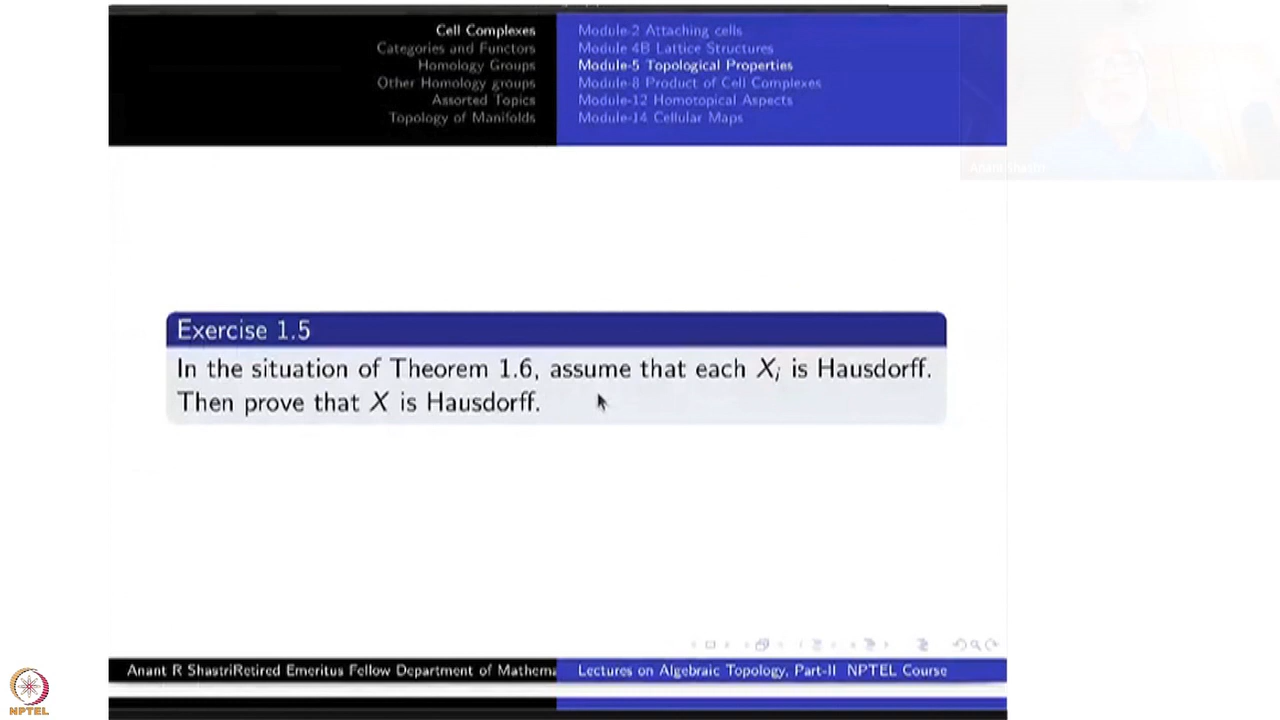 Cell Complexes
Categories and Functors
Homology Groups
Other Homology groups
Assorted Topics
Topology of Manifolds
Module-2 Attaching cells
Module 4B Lattice Structures
Module-5 Topological Properties
Module-8 Product of Cell Complexes
Module-12 Homotopical Aspects
Module-14 Cellular Maps
Anant Shastri
Exercise 1.5
In the situation of Theorem 1.6, assume that each Xᵢ is Hausdorff.
Then prove that X is Hausdorff.
Anant R ShastriRetired Emeritus Fellow Department of Mathema
Lectures on Algebraic Topology, Part-II NPTEL Course
NPTEL